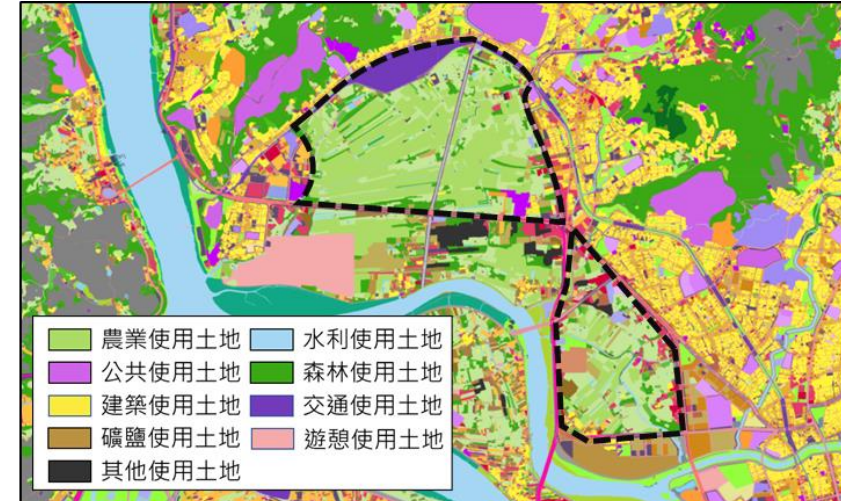 農業使用土地 水利使用土地
公共使用土地 森林使用土地
建築使用土地 交通使用土地
礦鹽使用土地 遊憩使用土地
其他使用土地